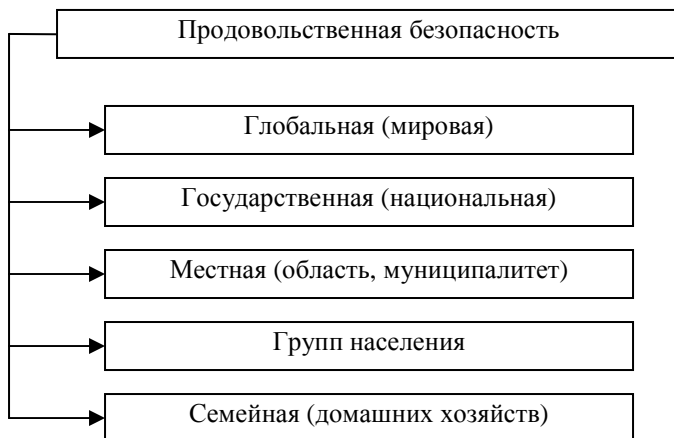 Продовольственная безопасность
Глобальная (мировая)
Государственная (национальная)
Местная (область, муниципалитет)
Групп населения
Семейная (домашних хозяйств)